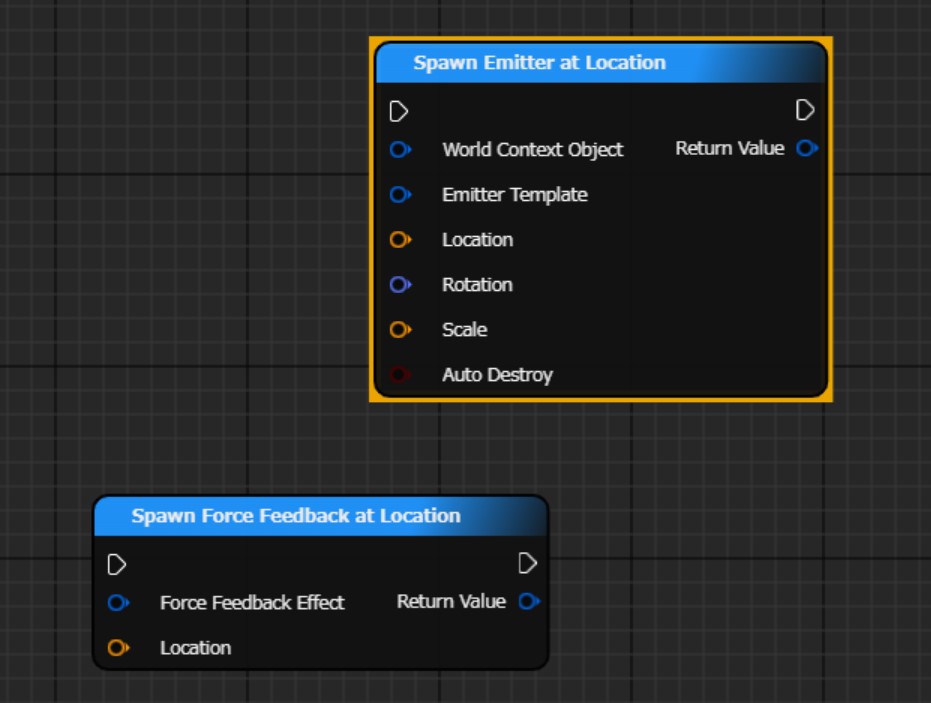 Spawn Emitter at Location
World Context Object Return Value
Emitter Template
Location
Rotation
Scale
Auto Destroy
Spawn Force Feedback at Location
Force Feedback Effect Return Value
Location